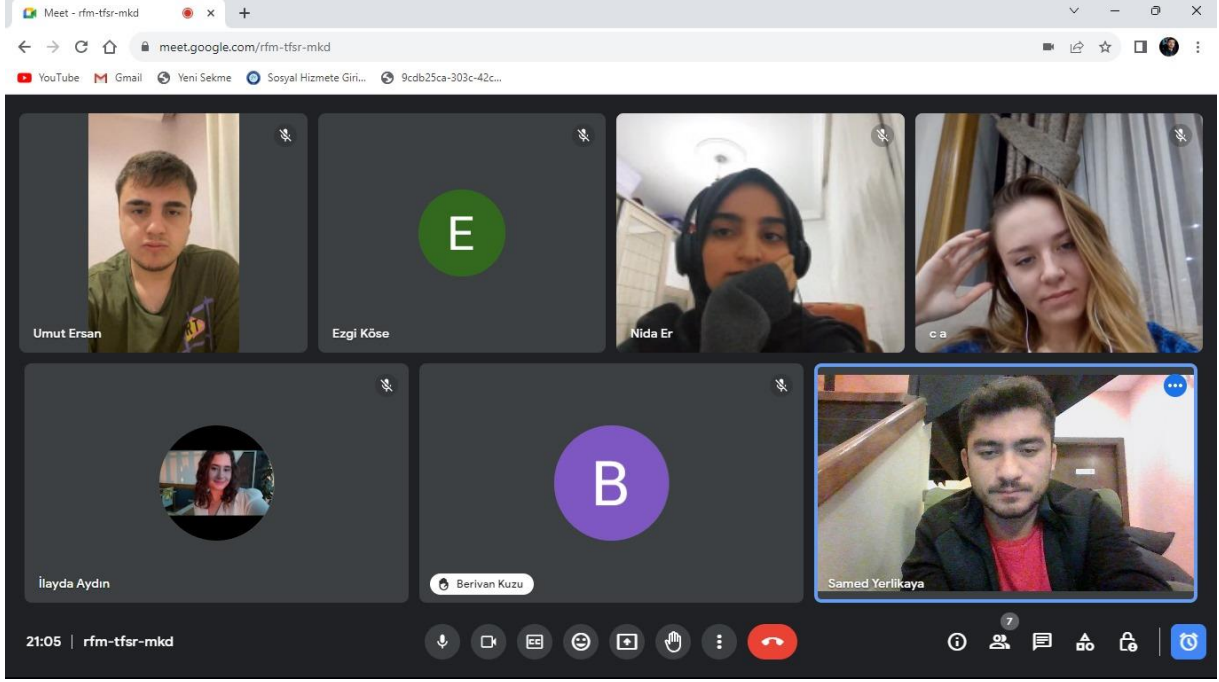 Meet - rfm-tfsr-mkd
meet.google.com/rfm-tfsr-mkd
YouTube Gmail Yeni Sekme Sosyal Hizmete Giri... 9cdb25ca-303c-42c...
E
Umut Ersan Ezgi Köse Nida Er c a
B
İlayda Aydın Berivan Kuzu Samed Yerlikaya
7
21:05 | rfm-tfsr-mkd
CC